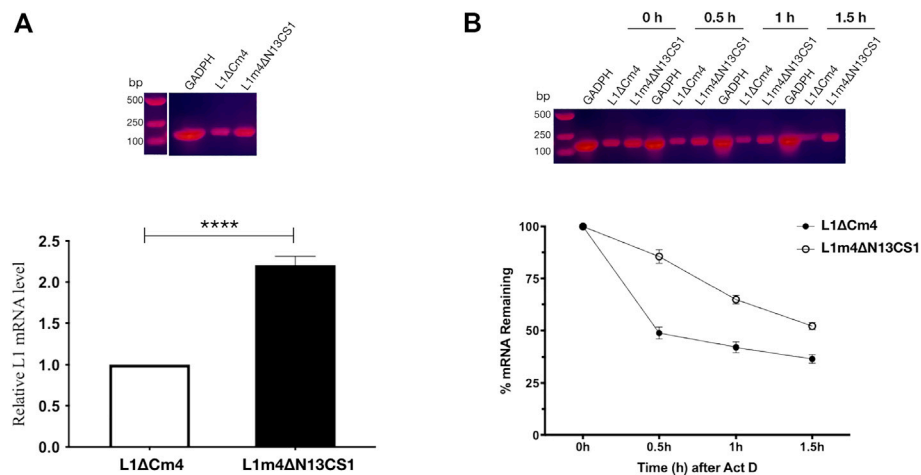 A
GADPH L1ΔCm4 L1m4ΔN13CS1
bp
500
250
100
****
Relative L1 mRNA level
2.5
2.0
1.5
1.0
0.5
0.0
L1ΔCm4 L1m4ΔN13CS1
B
0 h 0.5 h 1 h 1.5 h
GADPH L1ΔCm4 L1m4ΔN13CS1 GADPH L1ΔCm4 L1m4ΔN13CS1 GADPH L1ΔCm4 L1m4ΔN13CS1 GADPH L1ΔCm4 L1m4ΔN13CS1
bp
500
250
100
L1ΔCm4
L1m4ΔN13CS1
% mRNA Remaining
100
75
50
25
0
0h 0.5h 1h 1.5h
Time (h) after Act D